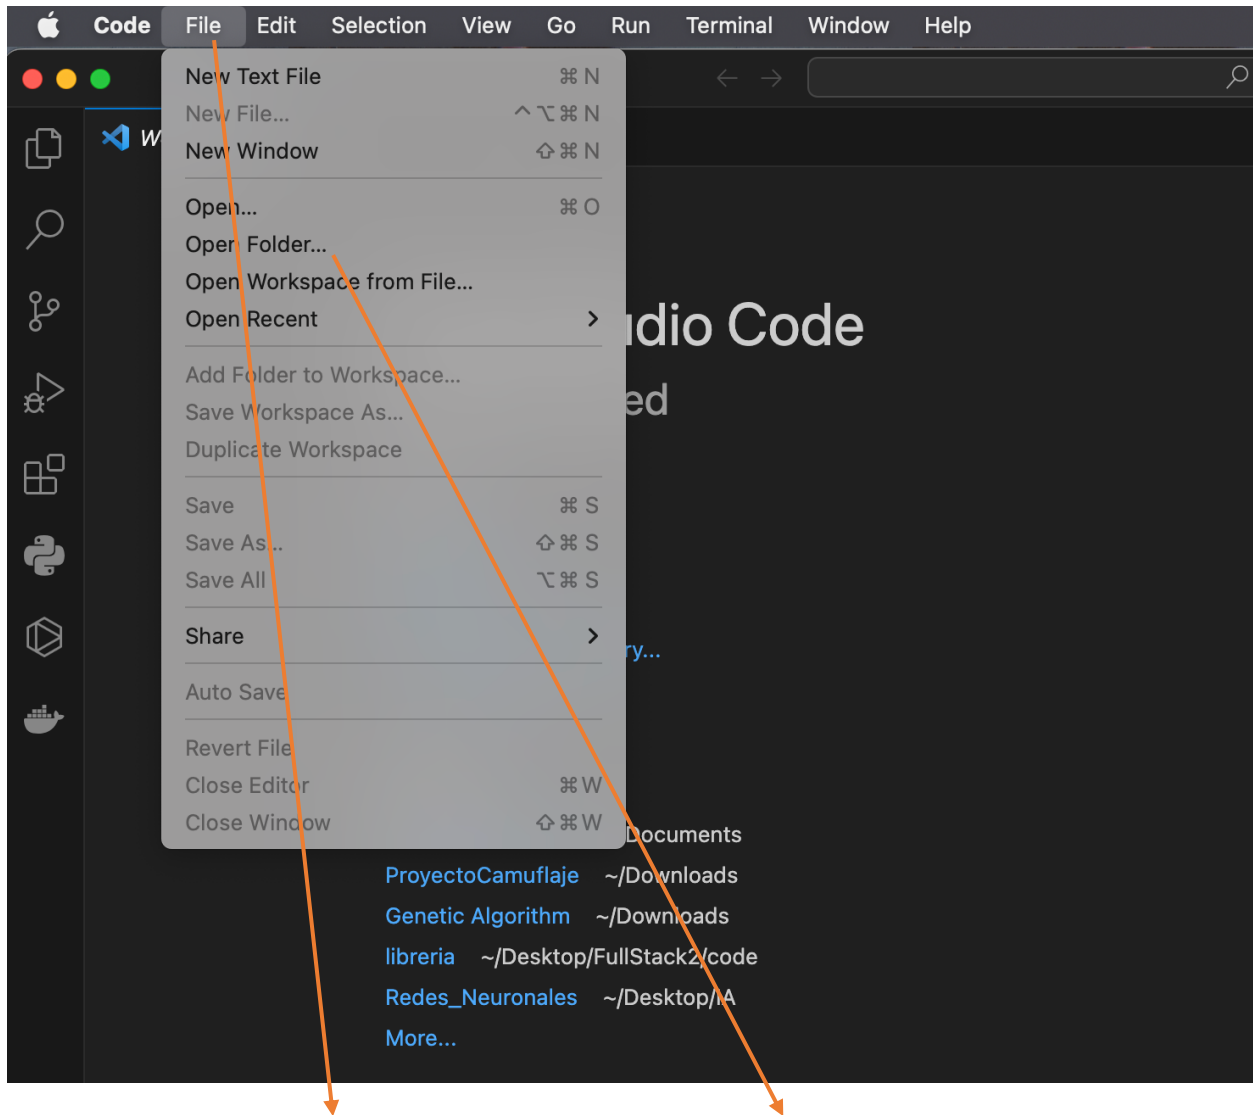 Code File Edit Selection View Go Run Terminal Window Help
New Text File ⌘ N
New File... ^⌥⌘ N
New Window ⇧⌘ N
W
Open... ⌘ O
Open Folder...
Open Workspace from File...
Open Recent
udio Code
Add Folder to Workspace...
ed
Save Workspace As...
Duplicate Workspace
Save ⌘ S
Save As... ⇧⌘ S
Save All ⌥⌘ S
Share
ry...
Auto Save
Revert File
Close Editor ⌘W
Close Window ⇧⌘W
Documents
ProyectoCamuflaje ~/Downloads
Genetic Algorithm ~/Downloads
libreria ~/Desktop/FullStack2/code
Redes_Neuronales ~/Desktop/IA
More...